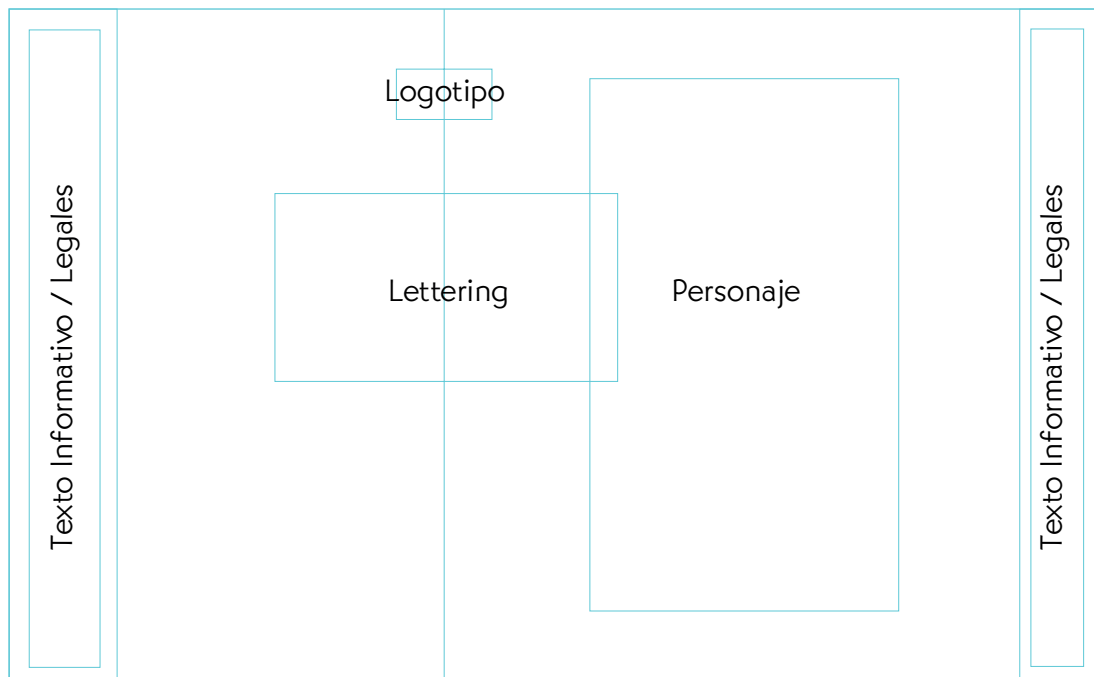 Logotipo
Texto Informativo / Legales
Lettering
Personaje
Texto Informativo / Legales